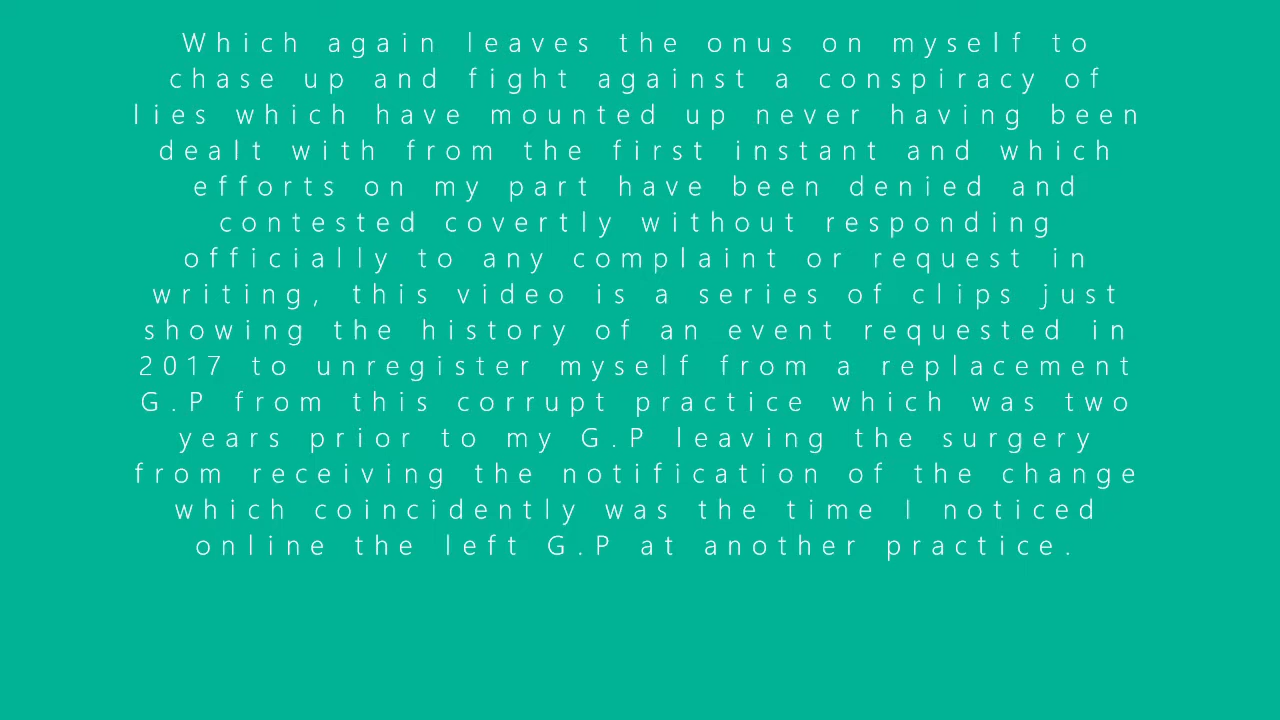 Which again leaves the onus on myself to
chase up and fight against a conspiracy of
lies which have mounted up never having been
dealt with from the first instant and which
efforts on my part have been denied and
contested covertly without responding
officially to any complaint or request in
writing, this video is a series of clips just
showing the history of an event requested in
2017 to unregister myself from a replacement
G.P from this corrupt practice which was two
years prior to my G.P leaving the surgery
from receiving the notification of the change
which coincidently was the time I noticed
online the left G.P at another practice.